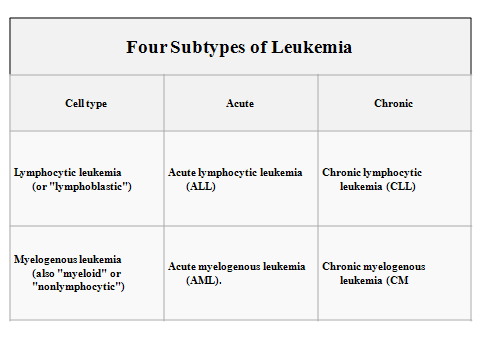 Four Subtypes of Leukemia
Cell type Acute Chronic
Lymphocytic leukemia
(or "lymphoblastic")
Acute lymphocytic leukemia
(ALL)
Chronic lymphocytic
leukemia (CLL)
Myelogenous leukemia
(also "myeloid" or
"nonlymphocytic")
Acute myelogenous leukemia
(AML).
Chronic myelogenous
leukemia (CM